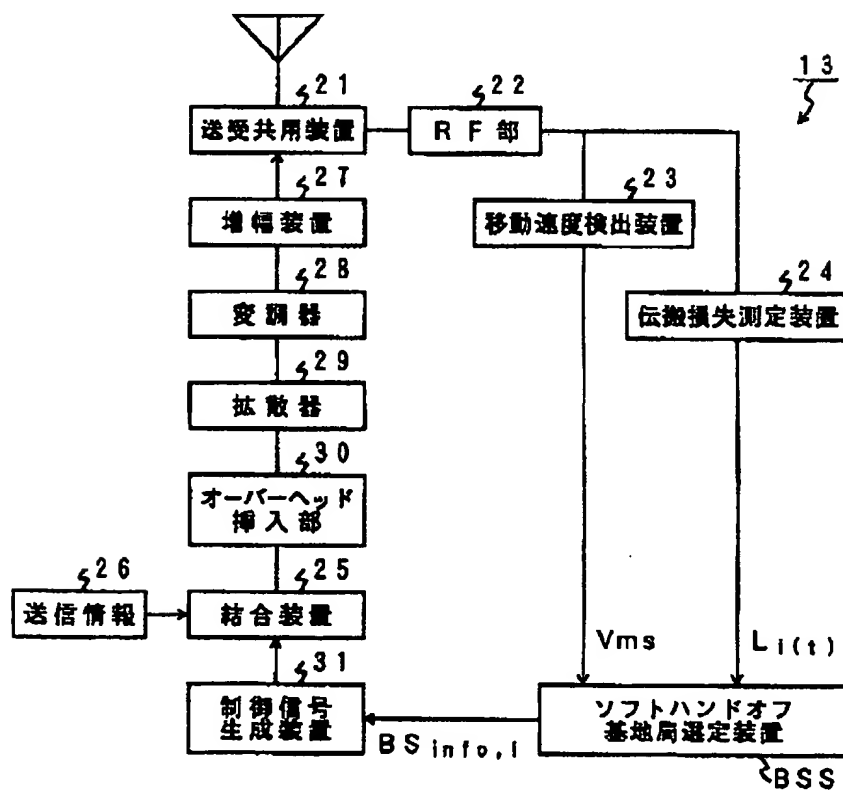 13
21
送受共用装置
22
RF部
27
増幅装置
23
移動速度検出装置
28
変調器
24
伝搬損失測定装置
29
拡散器
30
オーバーヘッド
挿入部
26
送信情報
25
結合装置
Vms
Li(t)
31
制御信号
生成装置
BSinfo,i
ソフトハンドオフ
基地局選定装置
BSS